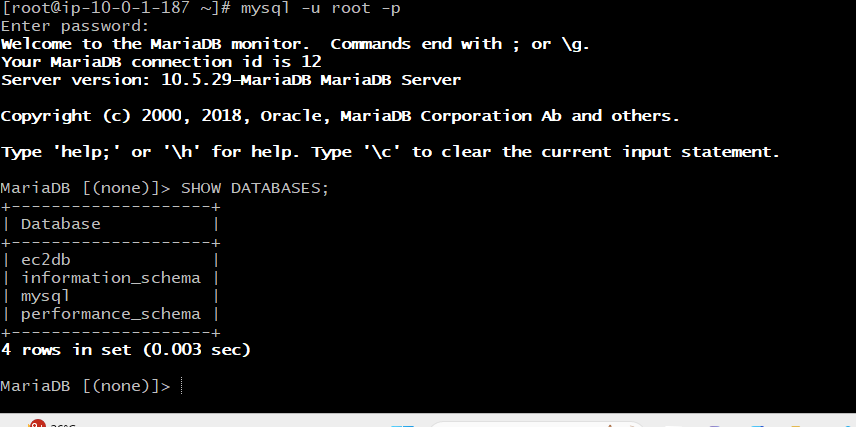 [root@ip-10-0-1-187 ~]# mysql -u root -p
Enter password:
Welcome to the MariaDB monitor.  Commands end with ; or \g.
Your MariaDB connection id is 12
Server version: 10.5.29-MariaDB MariaDB Server
Copyright (c) 2000, 2018, Oracle, MariaDB Corporation Ab and others.
Type 'help;' or '\h' for help. Type '\c' to clear the current input statement.
MariaDB [(none)]> SHOW DATABASES;
+--------------------+
| Database           |
+--------------------+
| ec2db              |
| information_schema |
| mysql              |
| performance_schema |
+--------------------+
4 rows in set (0.003 sec)
MariaDB [(none)]>